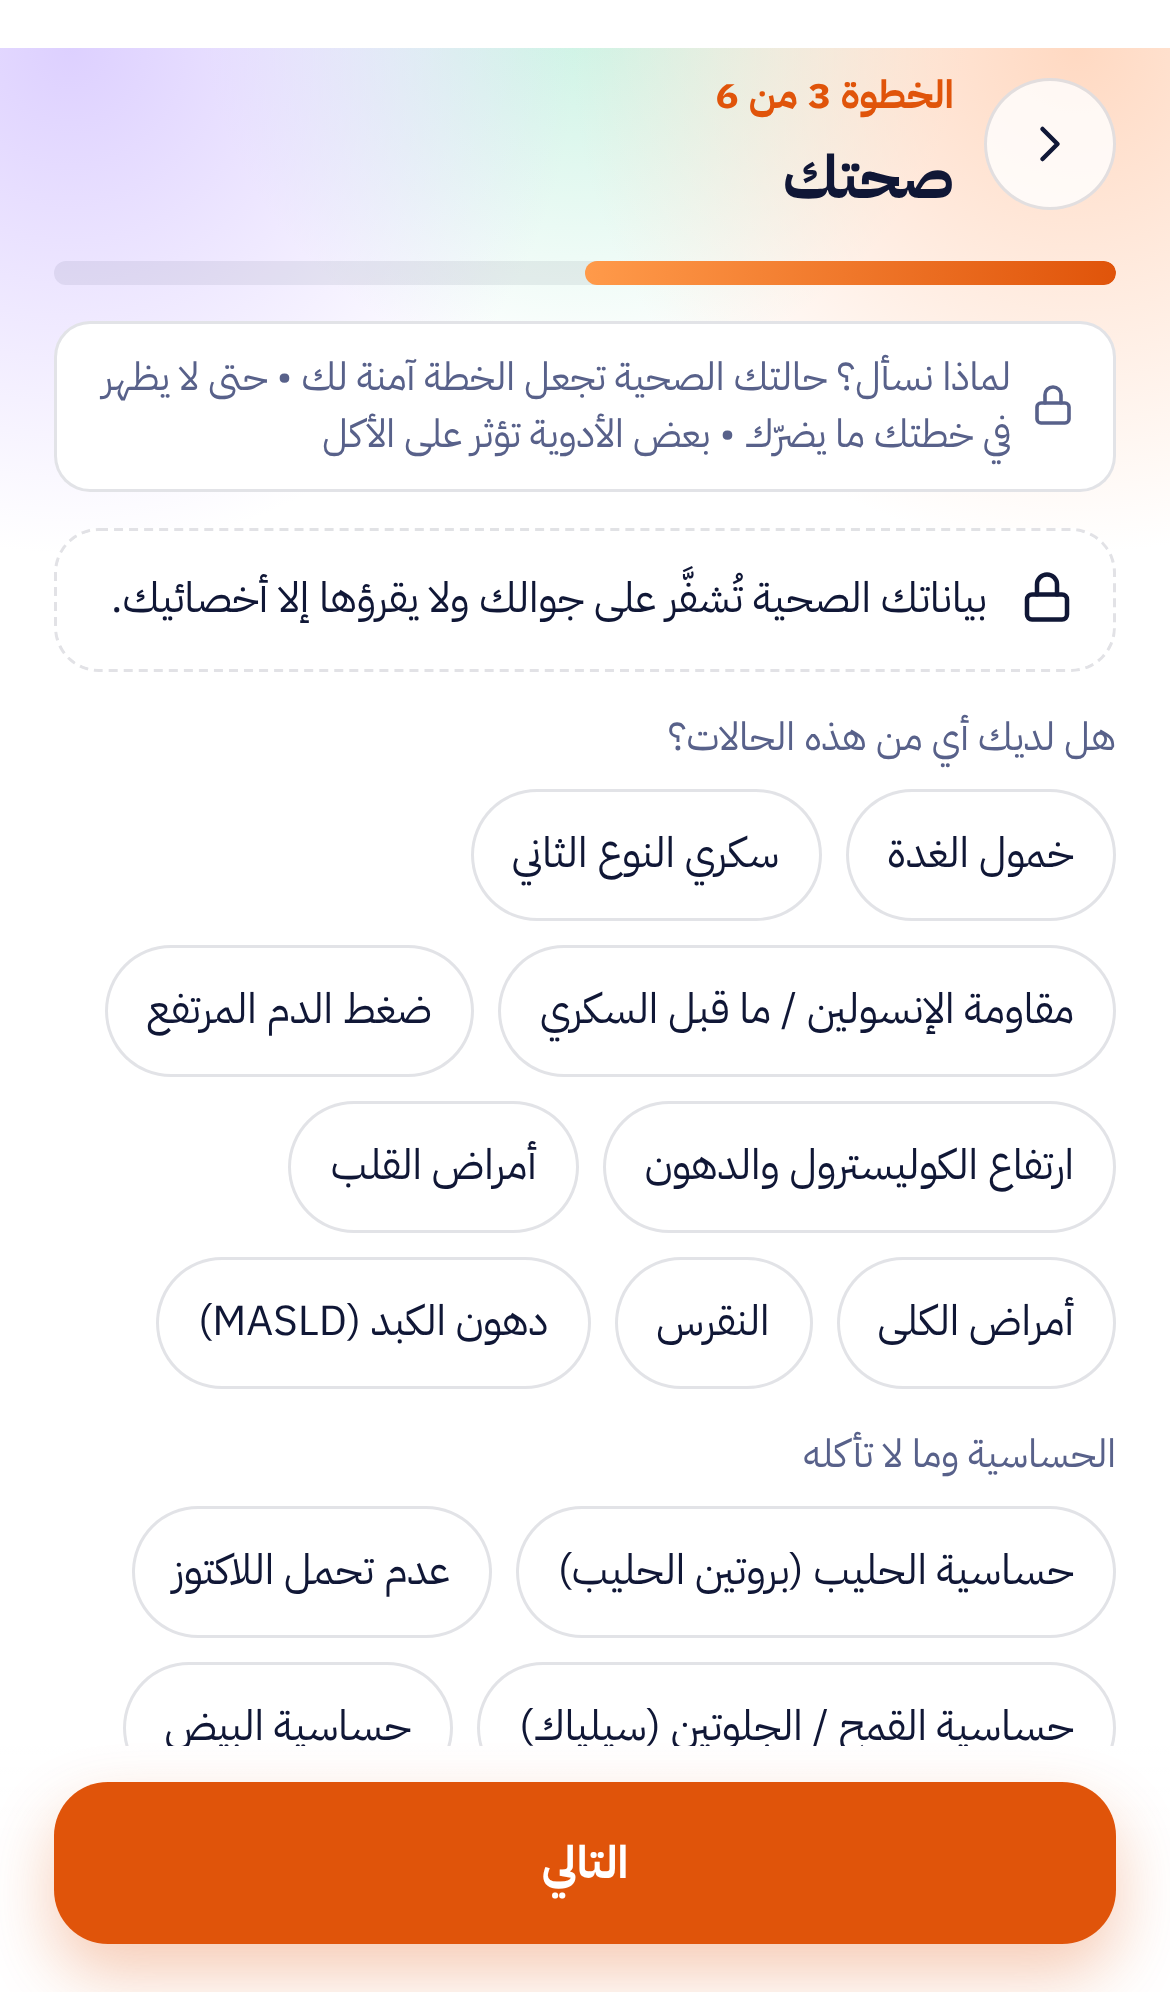 الخطوة 3 من 6
صحتك
لماذا نسأل؟ حالتك الصحية تجعل الخطة آمنة لك • حتى لا يظهر
في خطتك ما يضرّك • بعض الأدوية تؤثر على الأكل
بياناتك الصحية تُشفَّر على جوالك ولا يقرؤها إلا أخصائيك.
هل لديك أي من هذه الحالات؟
خمول الغدة
سكري النوع الثاني
مقاومة الإنسولين / ما قبل السكري
ضغط الدم المرتفع
ارتفاع الكوليسترول والدهون
أمراض القلب
أمراض الكلى
النقرس
دهون الكبد (MASLD)
الحساسية وما لا تأكله
حساسية الحليب (بروتين الحليب)
عدم تحمل اللاكتوز
حساسية القمح / الجلوتين (سيلياك)
حساسية البيض
التالي